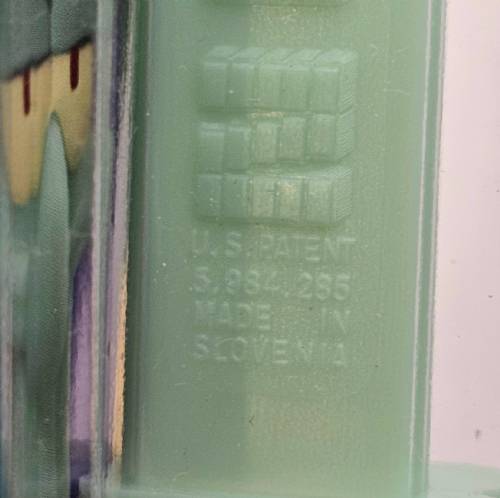 U.S. PATENT
5,984,285
MADE IN
SLOVENIA